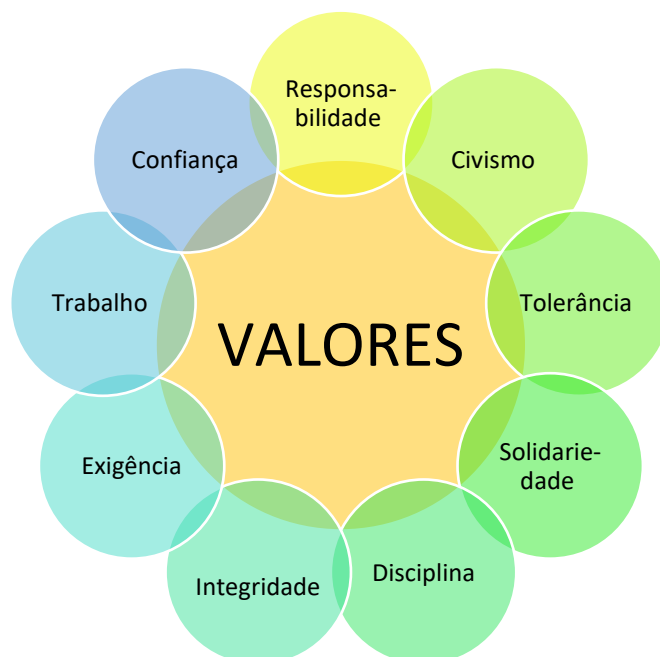 Responsa-
bilidade
Civismo
Tolerância
Solidarie-
dade
Disciplina
Integridade
Exigência
Trabalho
Confiança
VALORES